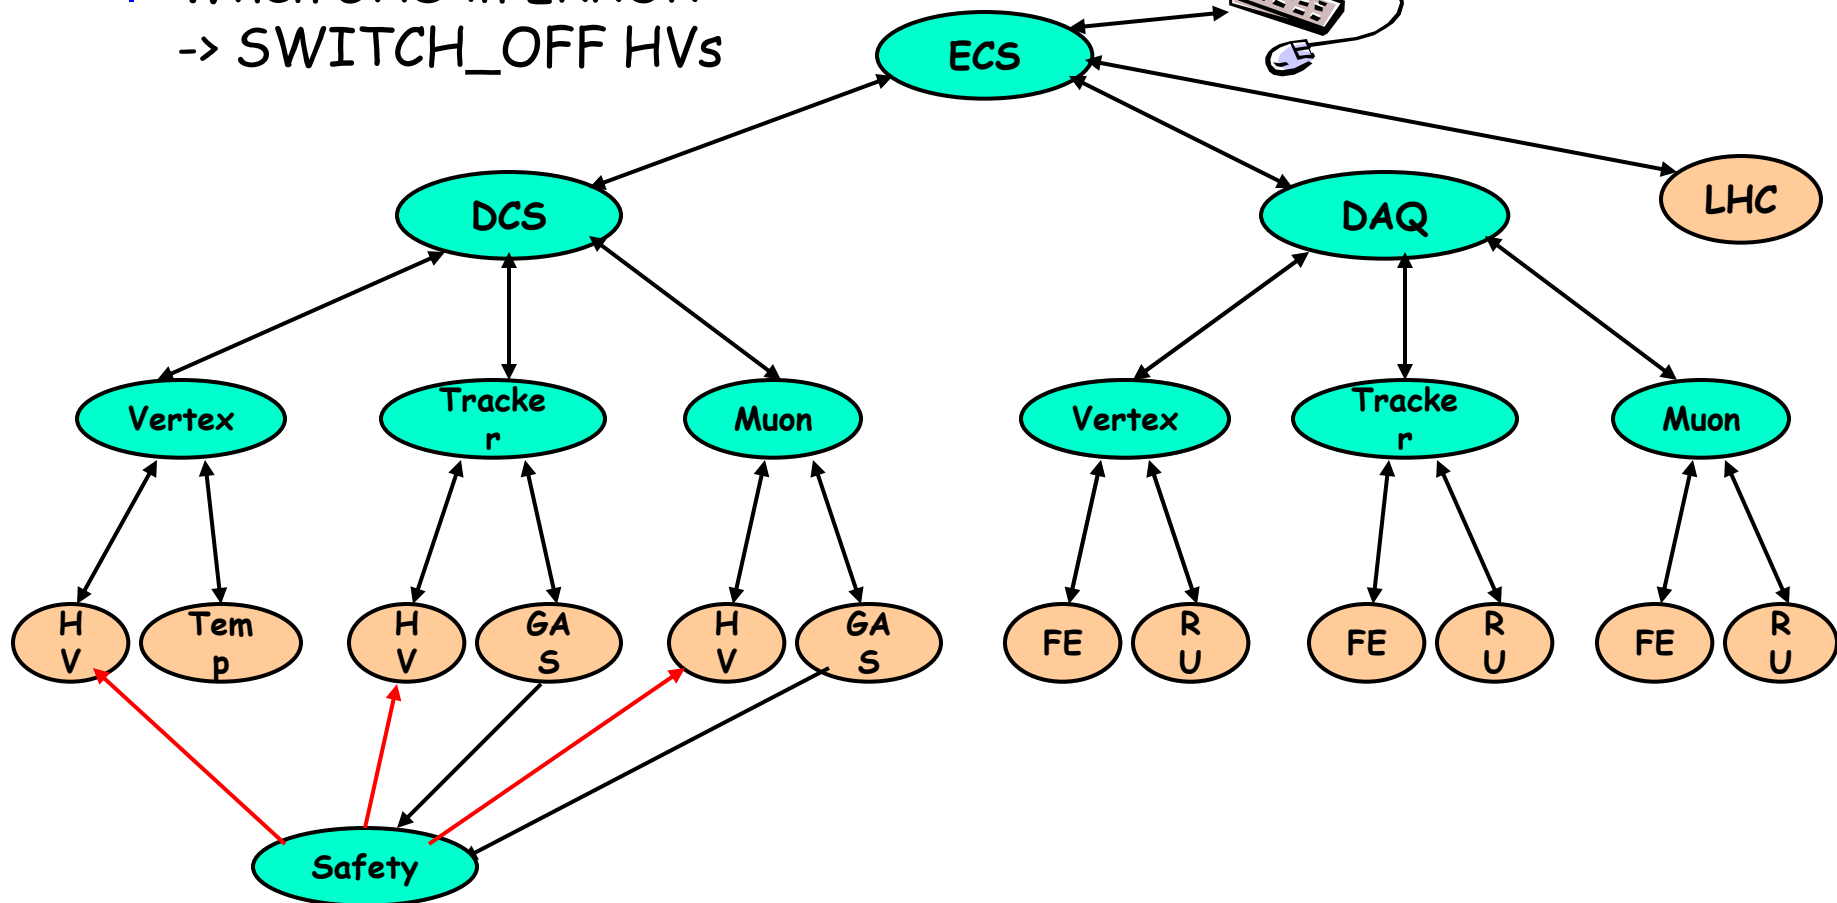 -> SWITCH_OFF HVs
ECS
DCS
DAQ
LHC
Vertex
Tracke
r
Muon
Vertex
Tracke
r
Muon
H
V
Tem
p
H
V
GA
S
H
V
GA
S
FE
R
U
FE
R
U
FE
R
U
Safety